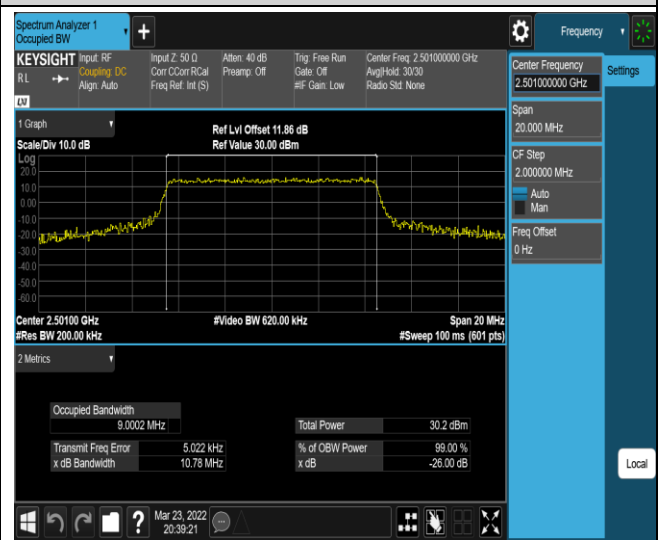 Spectrum Analyzer 1
Occupied BW
+
Frequency
KEYSIGHT
RL
LXI
Input: RF
Coupling: DC
Align: Auto
Input Z: 50 Ω
Corr CCorr RCal
Freq Ref: Int (S)
Atten: 40 dB
Preamp: Off
Trig: Free Run
Gate: Off
#IF Gain: Low
Center Freq: 2.501000000 GHz
Avg|Hold: 30/30
Radio Std: None
Center Frequency
2.501000000 GHz
Settings
Span
20.000 MHz
CF Step
2.000000 MHz
Auto
Man
Freq Offset
0 Hz
1 Graph
Scale/Div 10.0 dB
Ref Lvl Offset 11.86 dB
Ref Value 30.00 dBm
Log
20.0
10.0
0.00
-10.0
-20.0
-30.0
-40.0
-50.0
-60.0
Center 2.50100 GHz
#Video BW 620.00 kHz
Span 20 MHz
#Res BW 200.00 kHz
#Sweep 100 ms (601 pts)
2 Metrics
Occupied Bandwidth
9.0002 MHz
Total Power 30.2 dBm
Transmit Freq Error 5.022 kHz
% of OBW Power 99.00 %
x dB Bandwidth 10.78 MHz
x dB -26.00 dB
Local
?
Mar 23, 2022
20:39:21